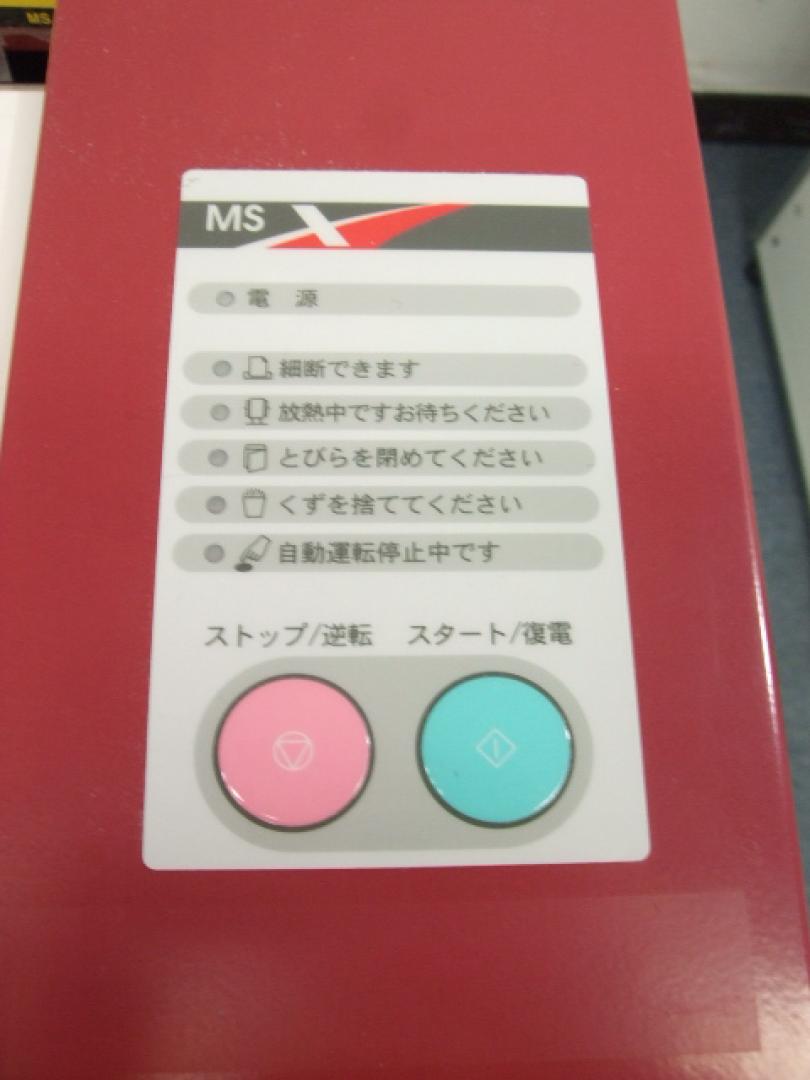 MS
MS X
電 源
細断できます
放熱中ですお待ちください
とびらを閉めてください
くずを捨ててください
自動運転停止中です
ストップ/逆転 スタート/復電